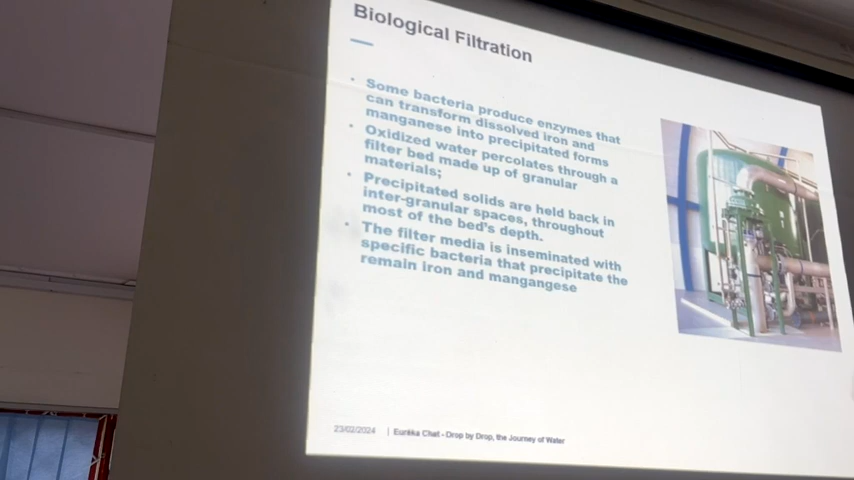 Biological Filtration
• Some bacteria produce enzymes that
can transform dissolved iron and
manganese into precipitated forms
• Oxidized water percolates through a
filter bed made up of granular
materials;
• Precipitated solids are held back in
inter-granular spaces, throughout
most of the bed's depth.
• The filter media is inseminated with
specific bacteria that precipitate the
remain iron and mangangese
23/02/2024 | Eurêka Chat - Drop by Drop, the Journey of Water